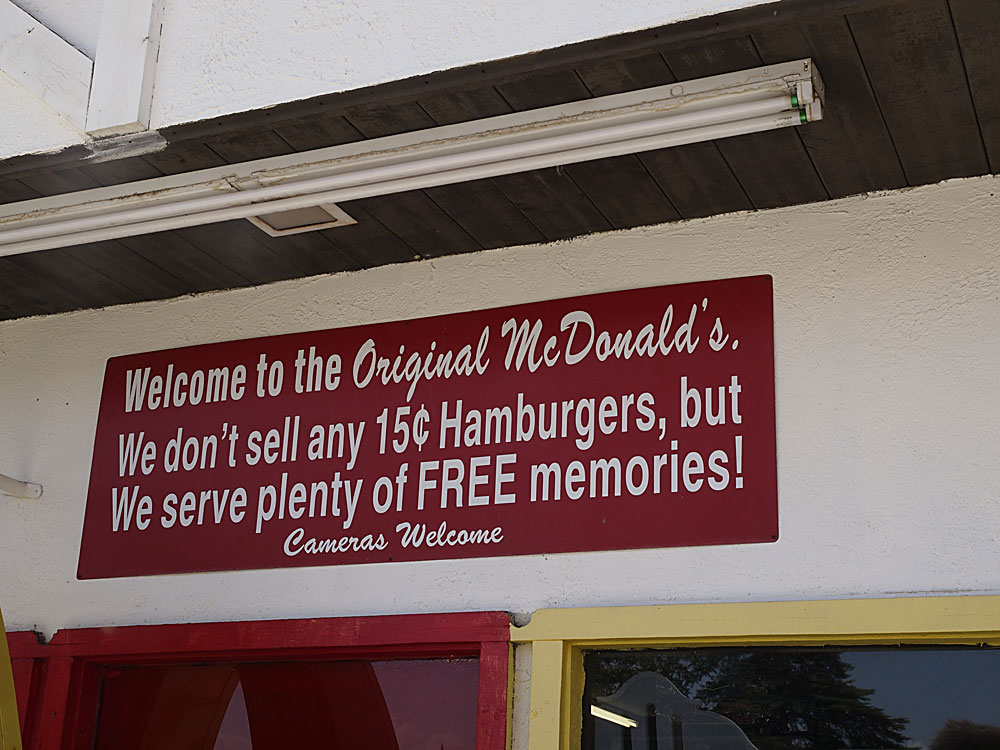 Welcome to the Original McDonald's.
We don't sell any 15¢ Hamburgers, but
We serve plenty of FREE memories!
Cameras Welcome